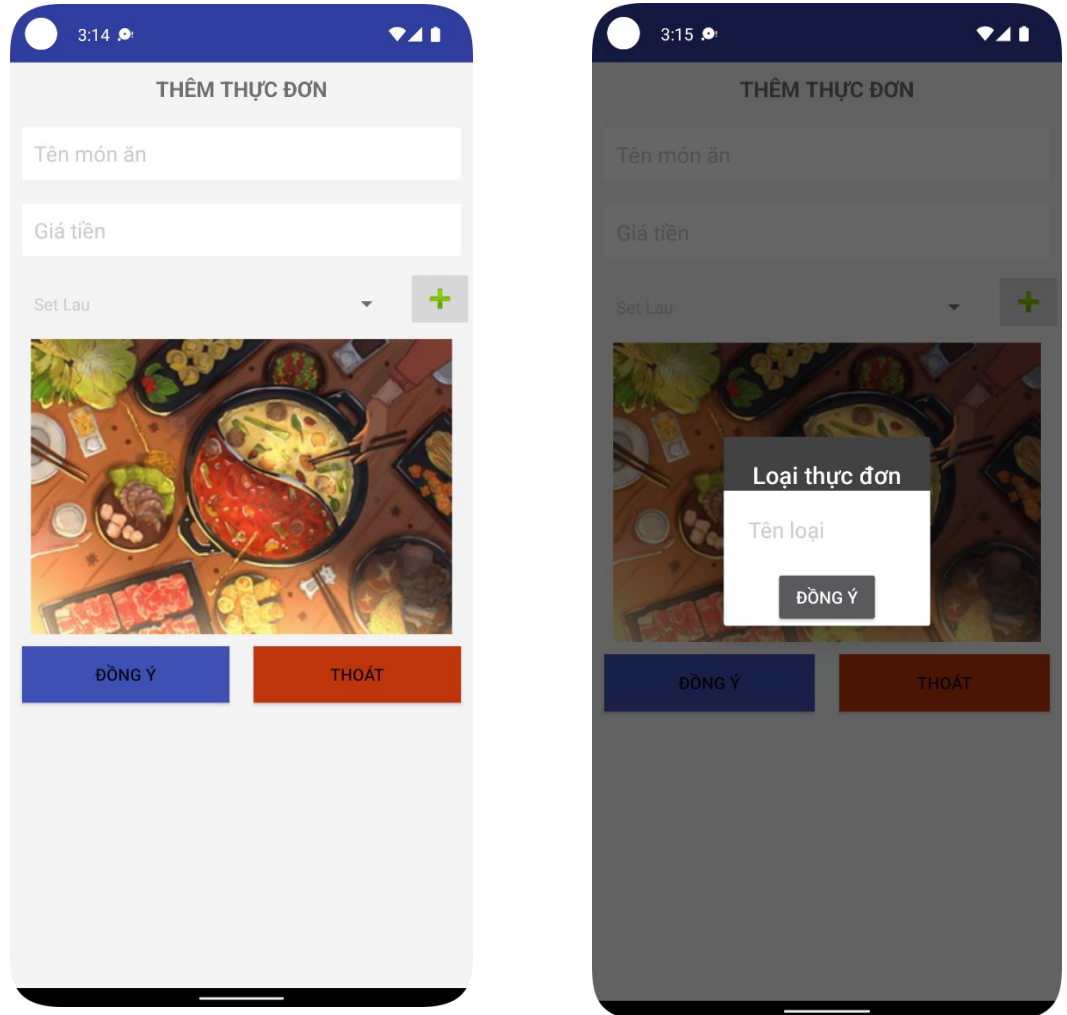 3:14
THÊM THỰC ĐƠN
Tên món ăn
Giá tiền
Set Lau
ĐỒNG Ý
THOÁT
3:15
THÊM THỰC ĐƠN
Tên món ăn
Giá tiền
Set Lau
Loại thực đơn
Tên loại
ĐỒNG Ý
ĐỒNG Ý
THOÁT